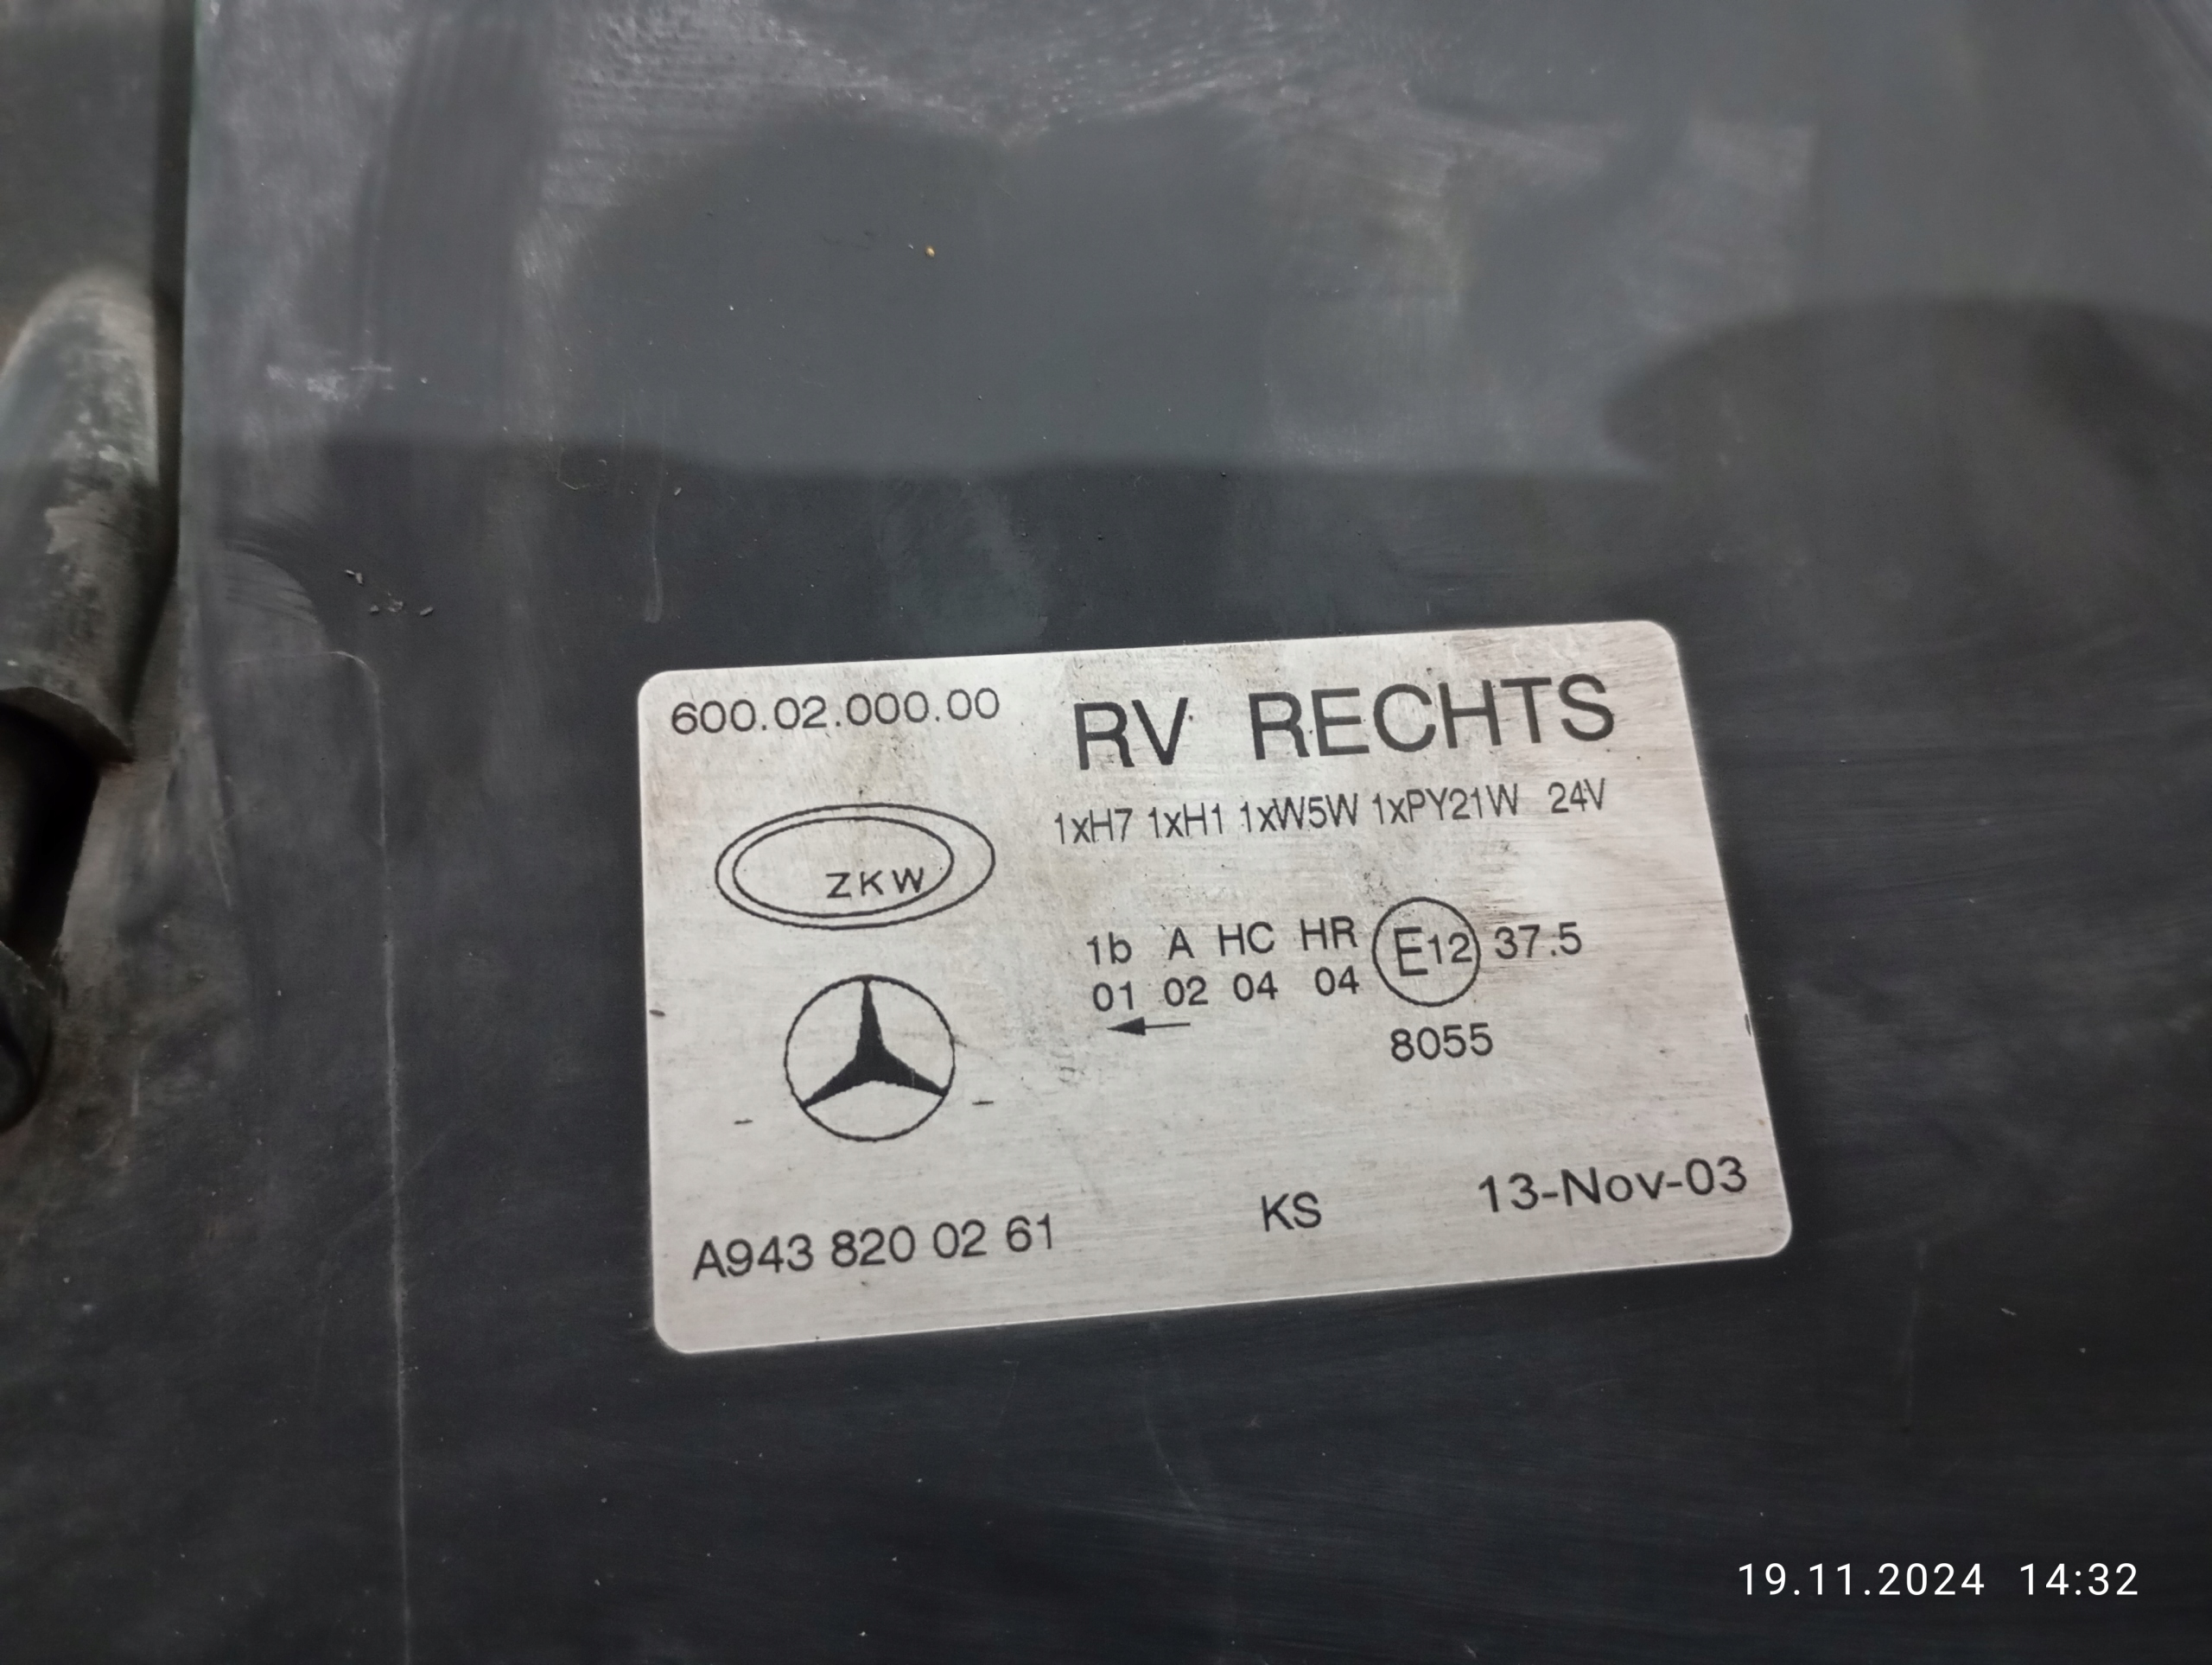 600.02.000.00
RV RECHTS
1xH7 1xH1 1xW5W 1xPY21W 24V
ZKW
1b A HC HR E12 37.5
01 02 04 04
8055
A943 820 02 61 KS 13-Nov-03
19.11.2024 14:32